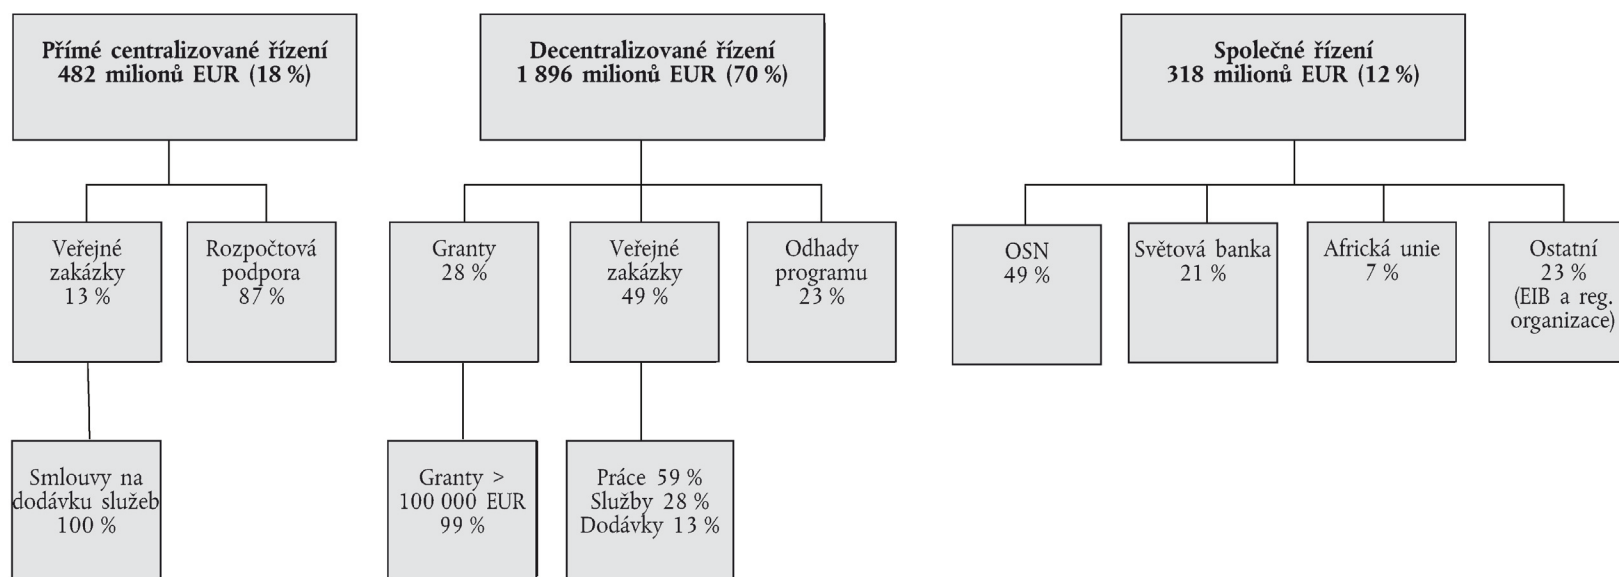 Přímé centralizované řízení
482 milionů EUR (18 %)
Decentralizované řízení
1 896 milionů EUR (70 %)
Společné řízení
318 milionů EUR (12 %)
Veřejné
zakázky
13 %
Rozpočtová
podpora
87 %
Granty
28 %
Veřejné
zakázky
49 %
Odhady
programu
23 %
OSN
49 %
Světová banka
21 %
Africká unie
7 %
Ostatní
23 %
(EIB a reg.
organizace)
Smlouvy na
dodávku služeb
100 %
Granty >
100 000 EUR
99 %
Práce 59 %
Služby 28 %
Dodávky 13 %